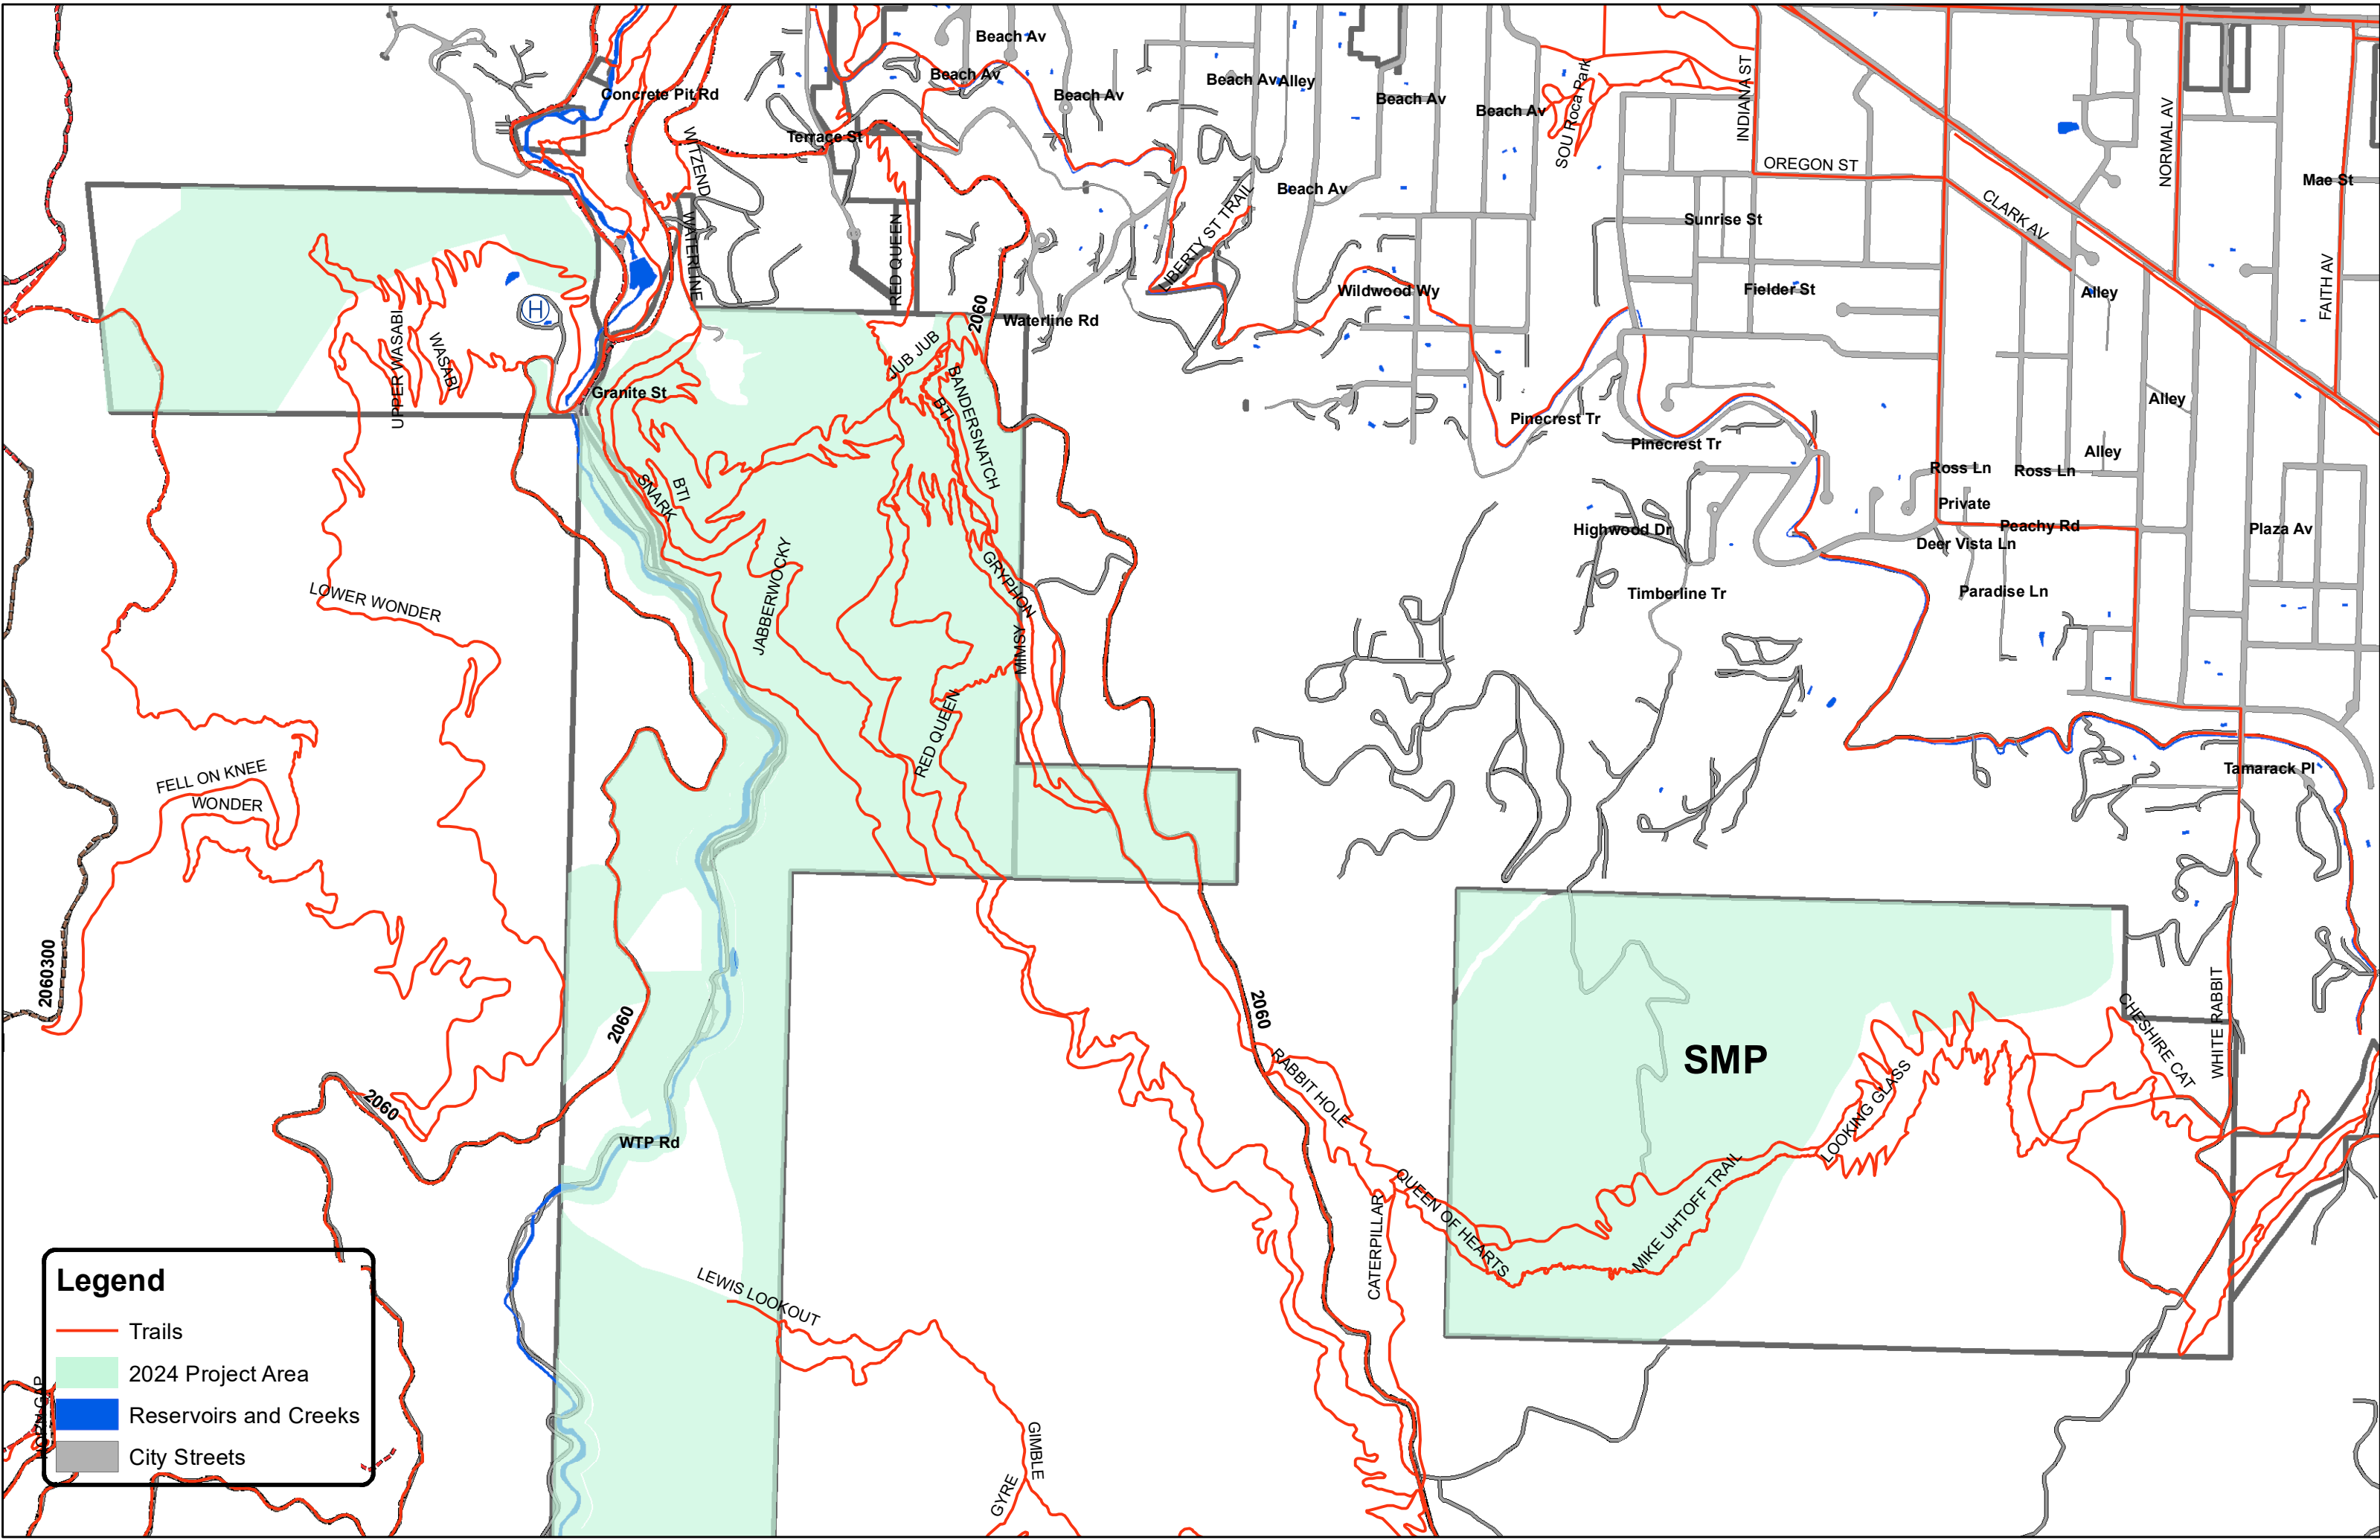 Beach Av
Beach Av
Beach Av
Beach Av
Alley
Beach Av
Beach Av
Concrete Pit Rd
Terrace St
WITZEND
SOU Roca Park
INDIANA ST
OREGON ST
NORMAL AV
Mae St
Beach Av
LIBERTY ST TRAIL
Sunrise St
CLARK AV
WATERLINE
RED QUEEN
2060
Waterline Rd
Wildwood Wy
Fielder St
Alley
FAITH AV
H
UPPER WASABI
WASABI
Granite St
JUB JUB
BANDERSNATCH
BTI
Pinecrest Tr
Pinecrest Tr
Alley
Alley
Ross Ln
Ross Ln
Private
Peachy Rd
Plaza Av
Deer Vista Ln
Highwood Dr
Timberline Tr
Paradise Ln
SNARK
BTI
JABBERWOCKY
GRYPHON
MIMSY
RED QUEEN
LOWER WONDER
FELL ON KNEE
WONDER
Tamarack Pl
2060300
2060
2060
2060
RABBIT HOLE
SMP
LOOKING GLASS
CHESHIRE CAT
WHITE RABBIT
WTP Rd
QUEEN OF HEARTS
MIKE UHTOFF TRAIL
CATERPILLAR
LEWIS LOOKOUT
GIMBLE
GYRE
Legend
Trails
2024 Project Area
Reservoirs and Creeks
City Streets